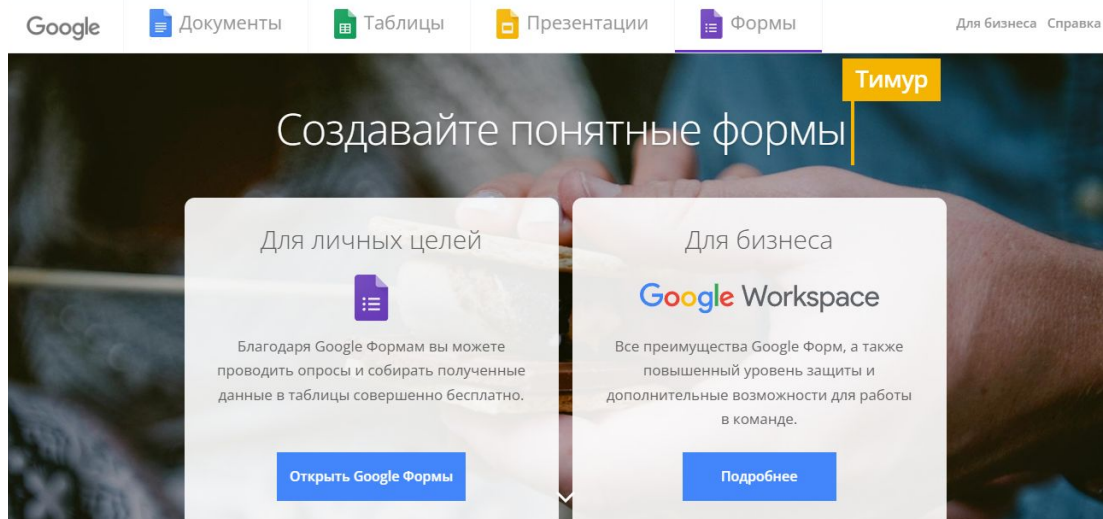 Google Документы Таблицы Презентации Формы Для бизнеса Справка
Тимур
Создавайте понятные формы
Для личных целей
Благодаря Google Формам вы можете
проводить опросы и собирать полученные
данные в таблицы совершенно бесплатно.
Открыть Google Формы
Для бизнеса
Google Workspace
Все преимущества Google Форм, а также
повышенный уровень защиты и
дополнительные возможности для работы
в команде.
Подробнее